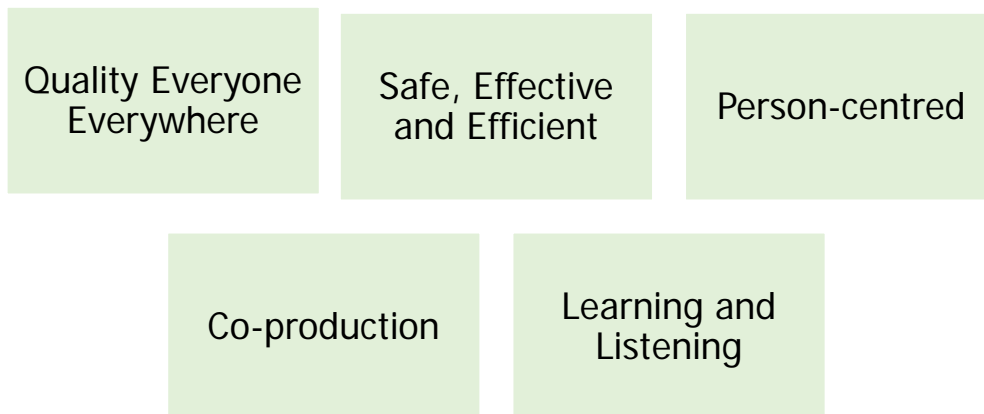 Quality Everyone
Everywhere
Safe, Effective
and Efficient
Person-centred
Co-production
Learning and
Listening